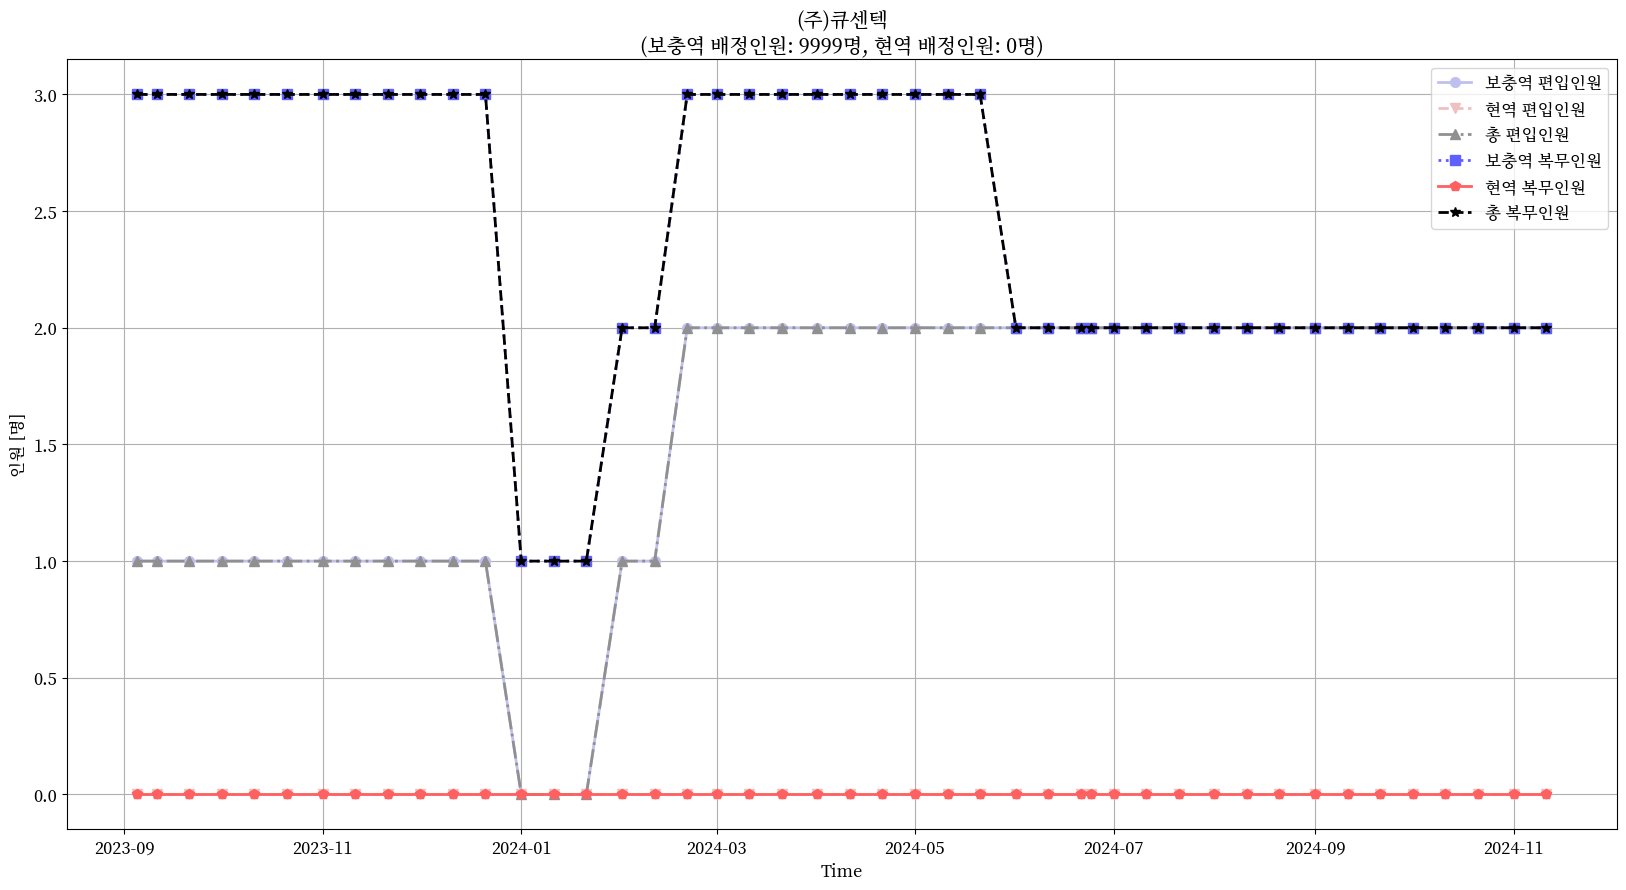 (주)큐센텍
(보충역 배정인원: 9999명, 현역 배정인원: 0명)
인원 [명]
3.0
2.5
2.0
1.5
1.0
0.5
0.0
보충역 편입인원
현역 편입인원
총 편입인원
보충역 복무인원
현역 복무인원
총 복무인원
2023-09
2023-11
2024-01
2024-03
2024-05
2024-07
2024-09
2024-11
Time